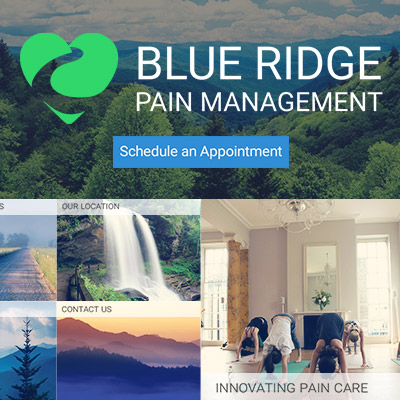 BLUE RIDGE
PAIN MANAGEMENT
Schedule an Appointment
OUR LOCATION
CONTACT US
INNOVATING PAIN CARE